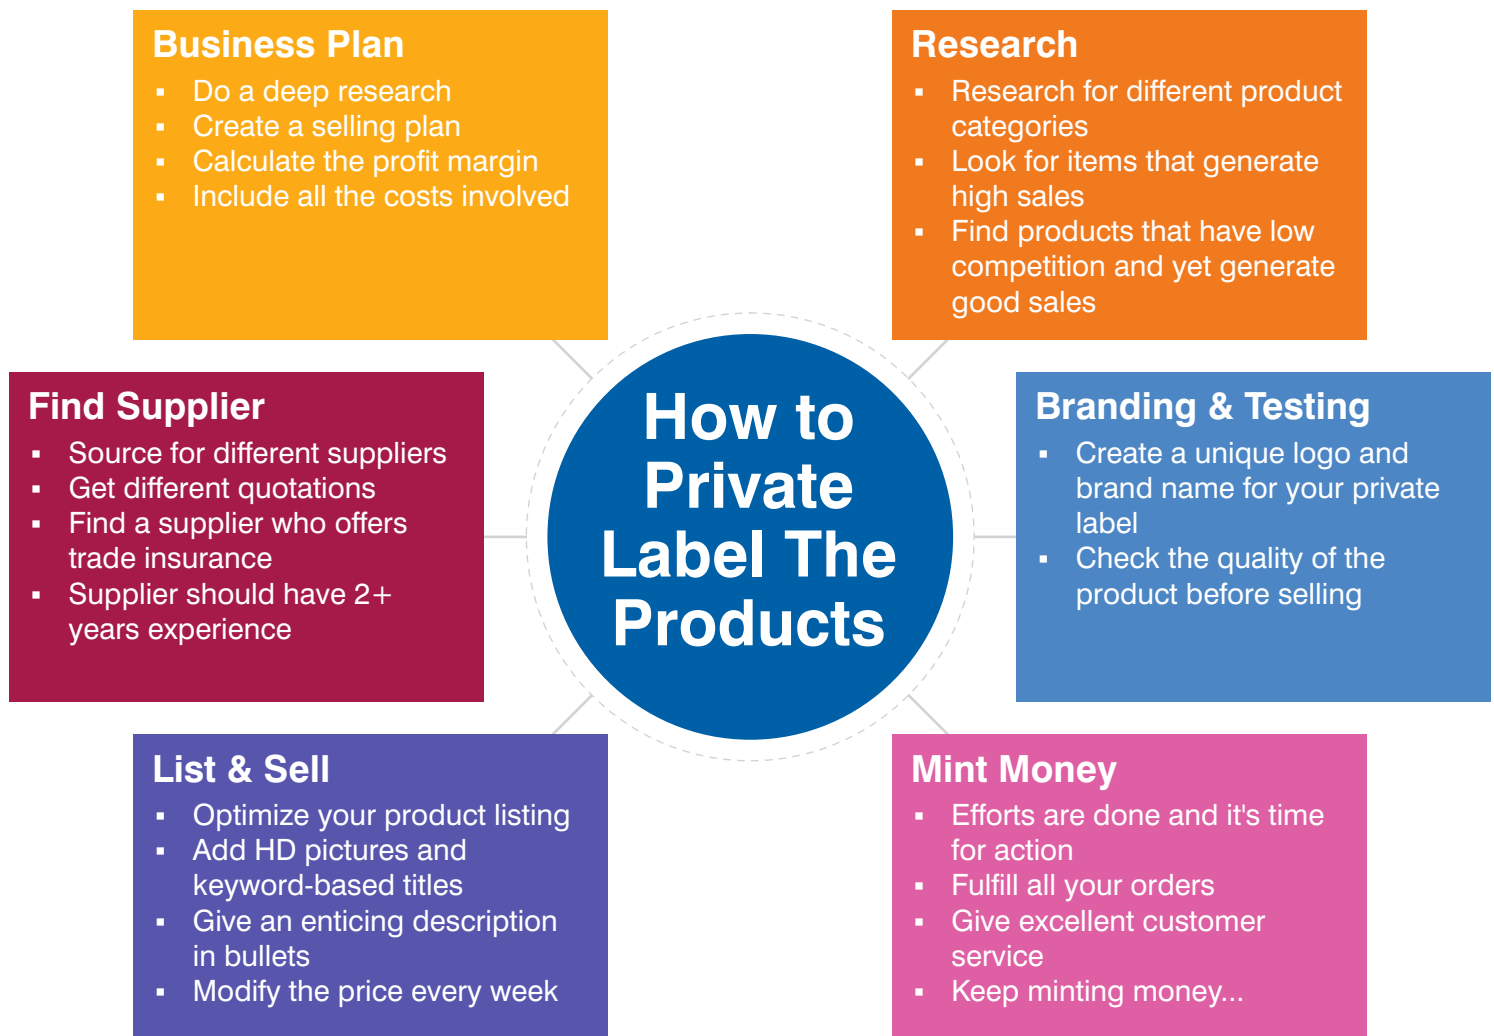 Business Plan
▪ Do a deep research
▪ Create a selling plan
▪ Calculate the profit margin
▪ Include all the costs involved
Research
▪ Research for different product
categories
▪ Look for items that generate
high sales
▪ Find products that have low
competition and yet generate
good sales
Find Supplier
▪ Source for different suppliers
▪ Get different quotations
▪ Find a supplier who offers
trade insurance
▪ Supplier should have 2+
years experience
How to
Private
Label The
Products
Branding & Testing
▪ Create a unique logo and
brand name for your private
label
▪ Check the quality of the
product before selling
List & Sell
▪ Optimize your product listing
▪ Add HD pictures and
keyword-based titles
▪ Give an enticing description
in bullets
▪ Modify the price every week
Mint Money
▪ Efforts are done and it's time
for action
▪ Fulfill all your orders
▪ Give excellent customer
service
▪ Keep minting money...